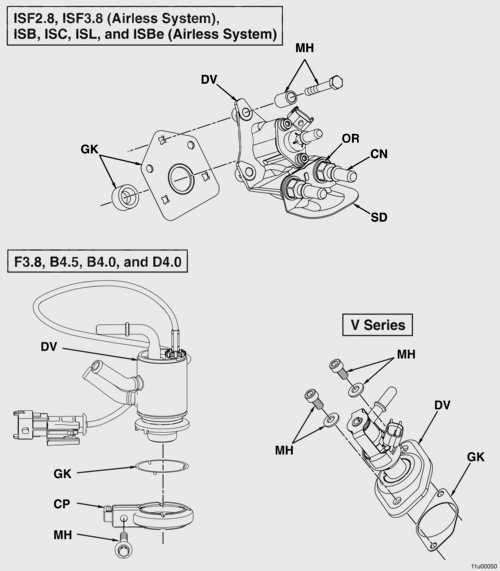 ISF2.8, ISF3.8 (Airless System),
ISB, ISC, ISL, and ISBe (Airless System)
MH
DV
OR
GK
CN
SD
F3.8, B4.5, B4.0, and D4.0
DV
GK
CP
MH
V Series
MH
DV
MH
GK
11u00050